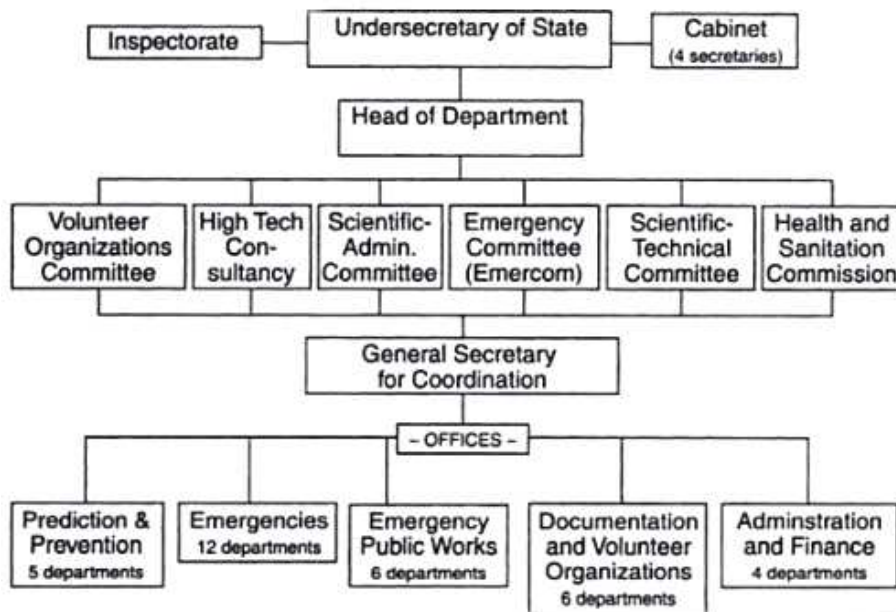 Inspectorate
Undersecretary of State
Cabinet
(4 secretaries)
Head of Department
Volunteer
Organizations
Committee
High Tech
Con-
sultancy
Scientific-
Admin.
Committee
Emergency
Committee
(Emercom)
Scientific-
Technical
Committee
Health and
Sanitation
Commission
General Secretary
for Coordination
– OFFICES –
Prediction &
Prevention
5 departments
Emergencies
12 departments
Emergency
Public Works
6 departments
Documentation
and Volunteer
Organizations
6 departments
Adminstration
and Finance
4 departments